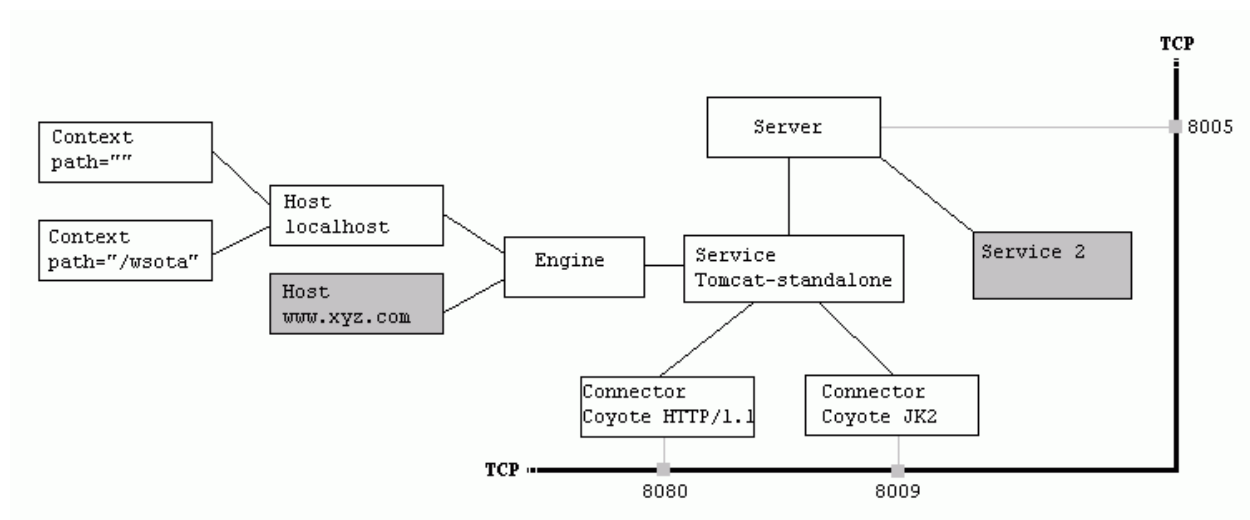 TCP
Server
8005
Context
path=""
Host
localhost
Context
path="/wsota"
Engine
Service
Tomcat-standalone
Service 2
Host
www.xyz.com
Connector
Coyote HTTP/1.1
Connector
Coyote JK2
TCP
8080
8009